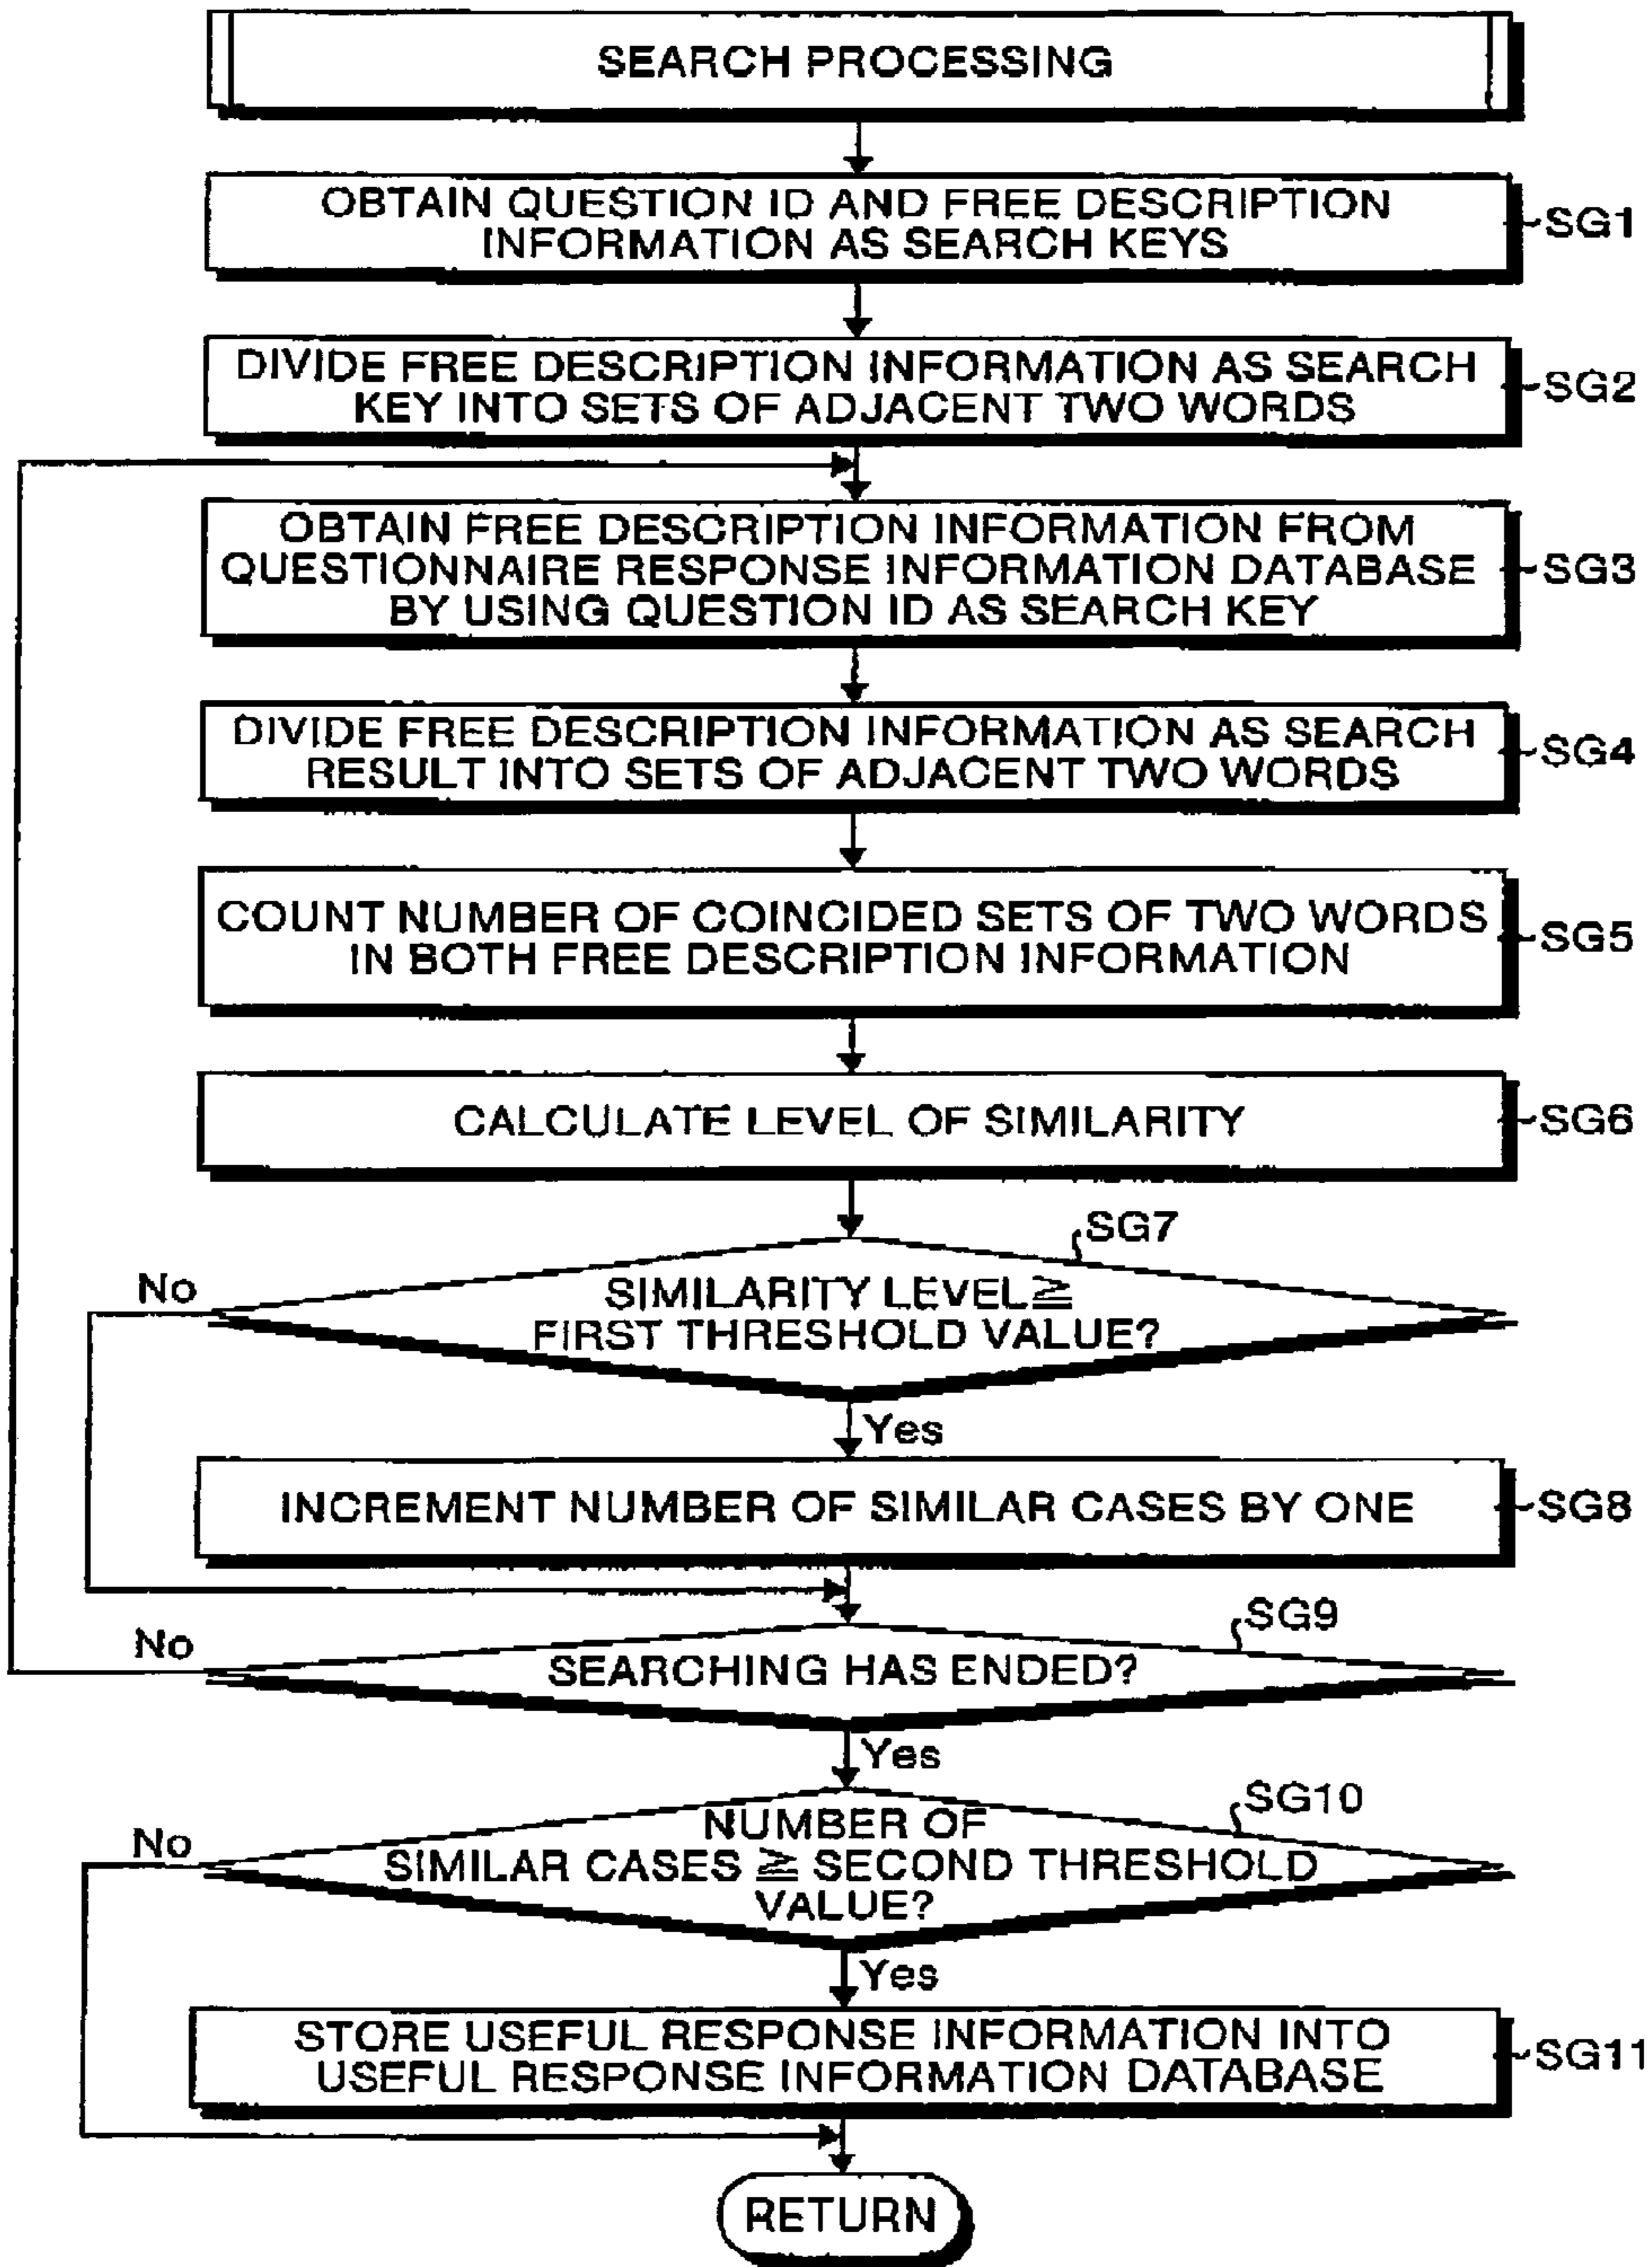 SEARCH PROCESSING
OBTAIN QUESTION ID AND FREE DESCRIPTION
INFORMATION AS SEARCH KEYS
SG1
DIVIDE FREE DESCRIPTION INFORMATION AS SEARCH
KEY INTO SETS OF ADJACENT TWO WORDS
SG2
OBTAIN FREE DESCRIPTION INFORMATION FROM
QUESTIONNAIRE RESPONSE INFORMATION DATABASE
BY USING QUESTION ID AS SEARCH KEY
SG3
DIVIDE FREE DESCRIPTION INFORMATION AS SEARCH
RESULT INTO SETS OF ADJACENT TWO WORDS
SG4
COUNT NUMBER OF COINCIDED SETS OF TWO WORDS
IN BOTH FREE DESCRIPTION INFORMATION
SG5
CALCULATE LEVEL OF SIMILARITY
SG6
SG7
No
SIMILARITY LEVEL≧
FIRST THRESHOLD VALUE?
Yes
INCREMENT NUMBER OF SIMILAR CASES BY ONE
SG8
SG9
No
SEARCHING HAS ENDED?
Yes
SG10
No
NUMBER OF
SIMILAR CASES ≧ SECOND THRESHOLD
VALUE?
Yes
STORE USEFUL RESPONSE INFORMATION INTO
USEFUL RESPONSE INFORMATION DATABASE
SG11
RETURN